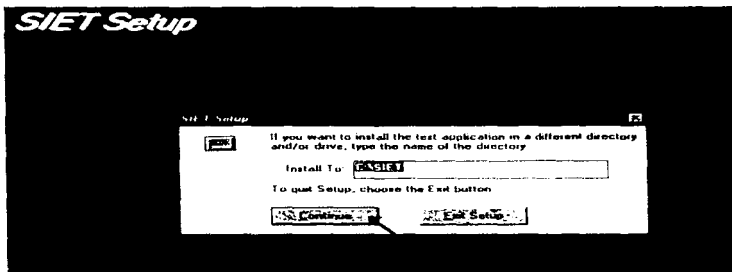 SIET Setup
SIET Setup
If you want to install the test application in a different directory
and/or drive, type the name of the directory
Install To: C:\SIET
To quit Setup, choose the Exit button
Continue
Exit Setup